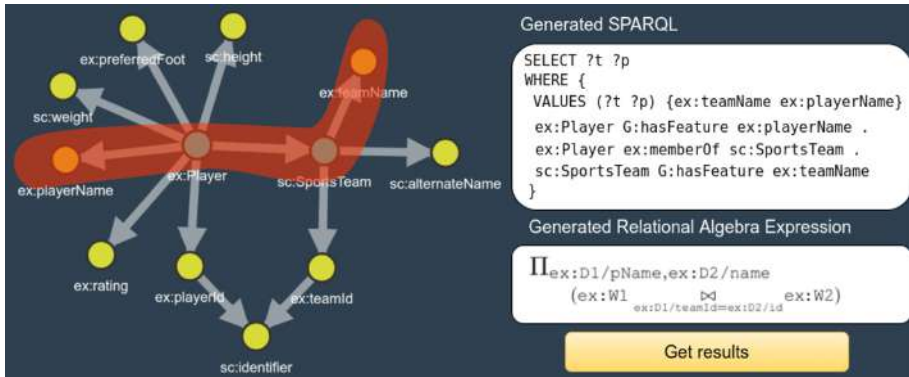 ex:preferredFoot
sc:height
ex:teamName
sc:weight
ex:playerName
ex:Player
sc:SportsTeam
sc:alternateName
ex:rating
ex:playerId
ex:teamId
sc:identifier
Generated SPARQL
SELECT ?t ?p
WHERE {
VALUES (?t ?p) {ex:teamName ex:playerName}
ex:Player G:hasFeature ex:playerName .
ex:Player ex:memberOf sc:SportsTeam .
sc:SportsTeam G:hasFeature ex:teamName
}
Generated Relational Algebra Expression
Πex:D1/pName,ex:D2/name
(ex:W1 ⋈ ex:W2)
ex:D1/teamId=ex:D2/id
Get results